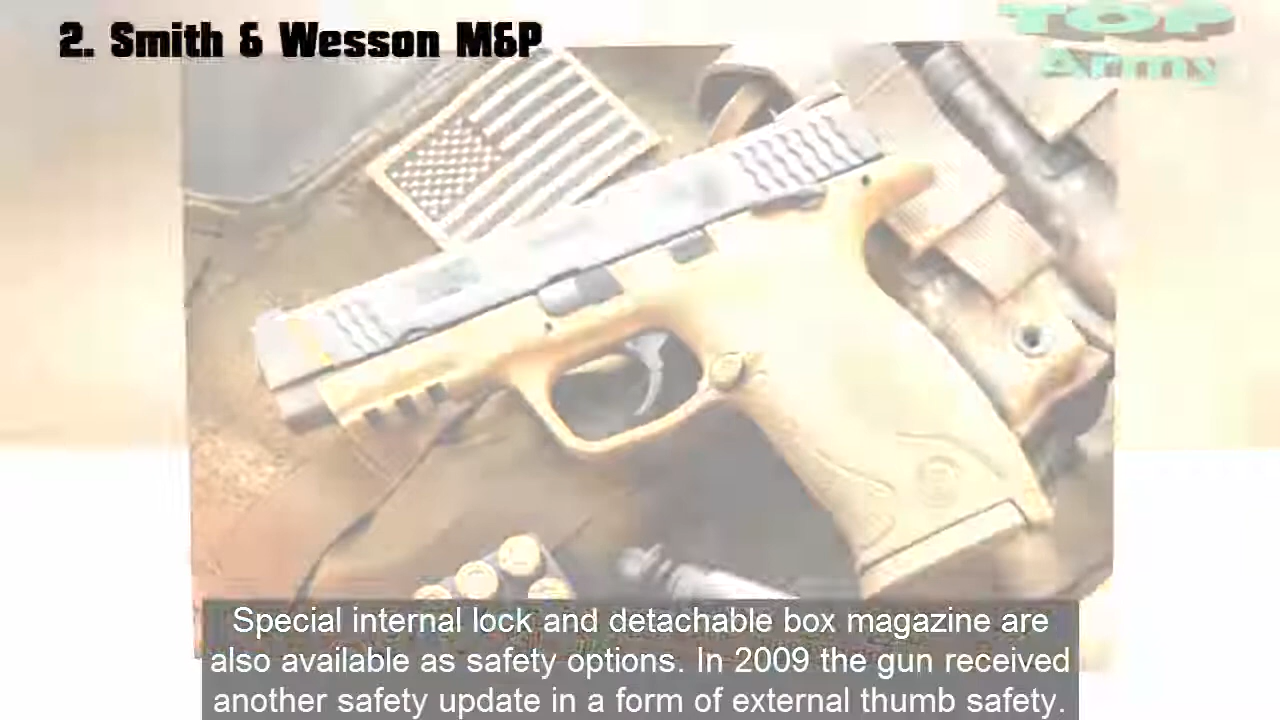 2. Smith & Wesson M&P
TOP
Army
Special internal lock and detachable box magazine are
also available as safety options. In 2009 the gun received
another safety update in a form of external thumb safety.